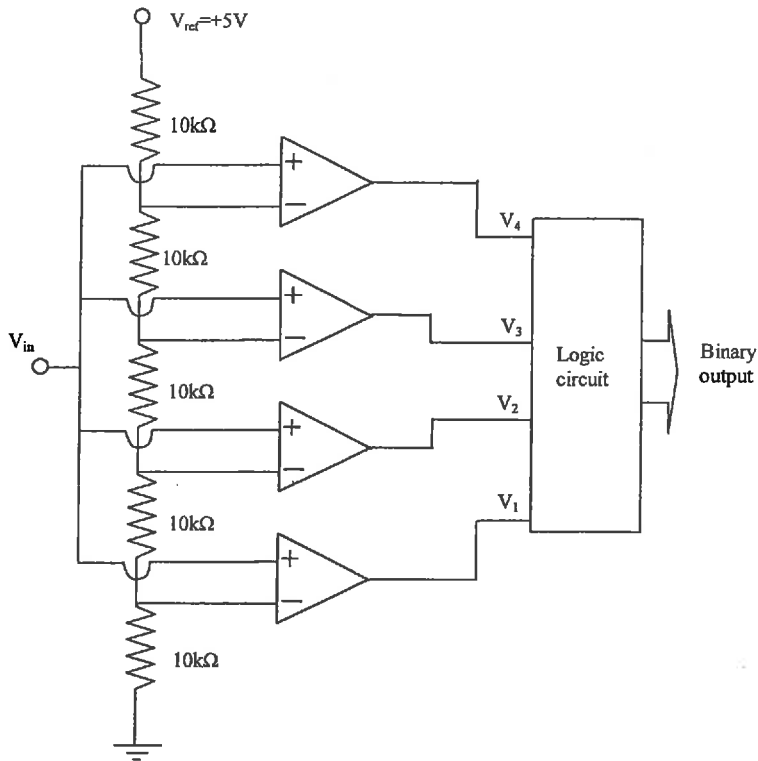 V_ref=+5V
10kΩ
+
−
V_4
10kΩ
+
−
V_3
V_in
Logic
circuit
Binary
output
10kΩ
+
−
V_2
10kΩ
+
−
V_1
10kΩ